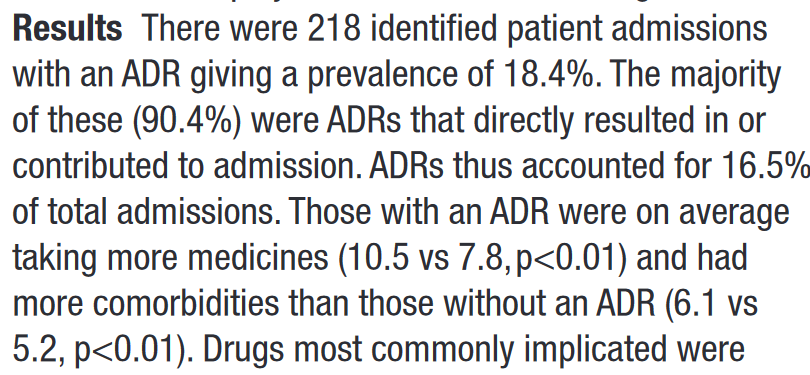 Results There were 218 identified patient admissions
with an ADR giving a prevalence of 18.4%. The majority
of these (90.4%) were ADRs that directly resulted in or
contributed to admission. ADRs thus accounted for 16.5%
of total admissions. Those with an ADR were on average
taking more medicines (10.5 vs 7.8, p<0.01) and had
more comorbidities than those without an ADR (6.1 vs
5.2, p<0.01). Drugs most commonly implicated were